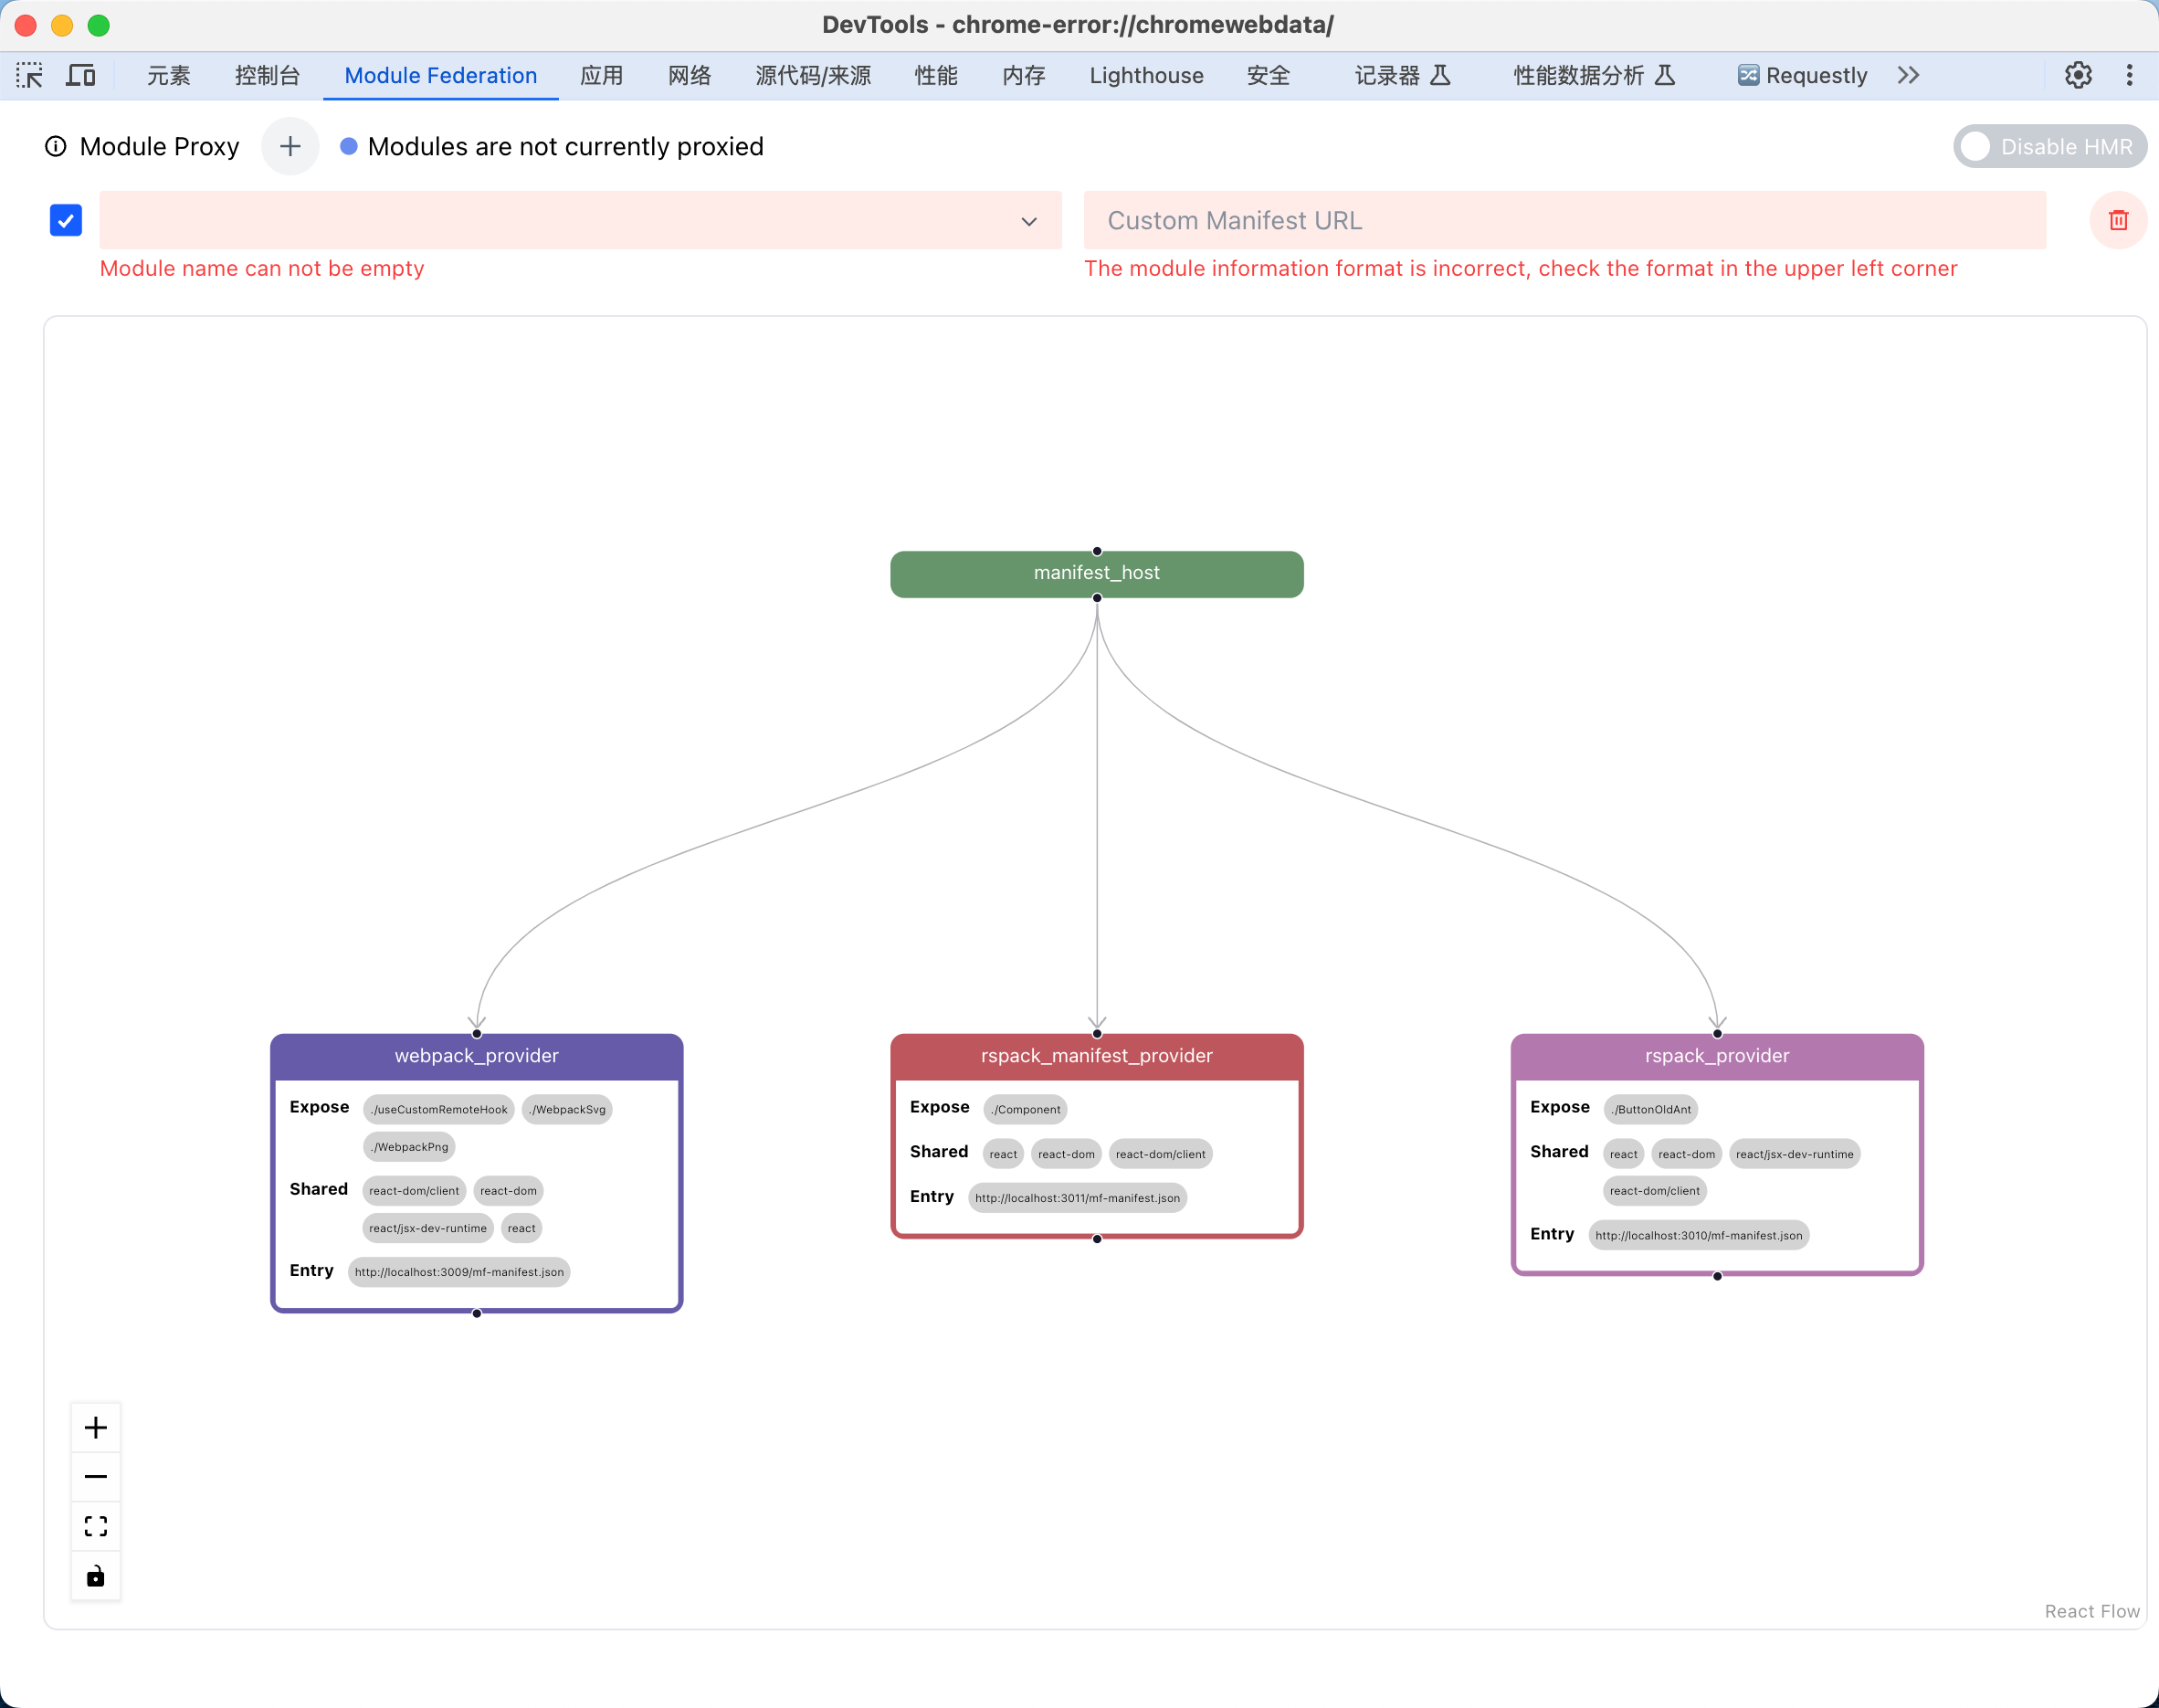 DevTools - chrome-error://chromewebdata/
元素 控制台 Module Federation 应用 网络 源代码/来源 性能 内存 Lighthouse 安全 记录器 性能数据分析 Requestly
Module Proxy Modules are not currently proxied Disable HMR
Custom Manifest URL
Module name can not be empty The module information format is incorrect, check the format in the upper left corner
manifest_host
webpack_provider
Expose ./useCustomRemoteHook ./WebpackSvg
./WebpackPng
Shared react-dom/client react-dom
react/jsx-dev-runtime react
Entry http://localhost:3009/mf-manifest.json
rspack_manifest_provider
Expose ./Component
Shared react react-dom react-dom/client
Entry http://localhost:3011/mf-manifest.json
rspack_provider
Expose ./ButtonOldAnt
Shared react react-dom react/jsx-dev-runtime
react-dom/client
Entry http://localhost:3010/mf-manifest.json
React Flow